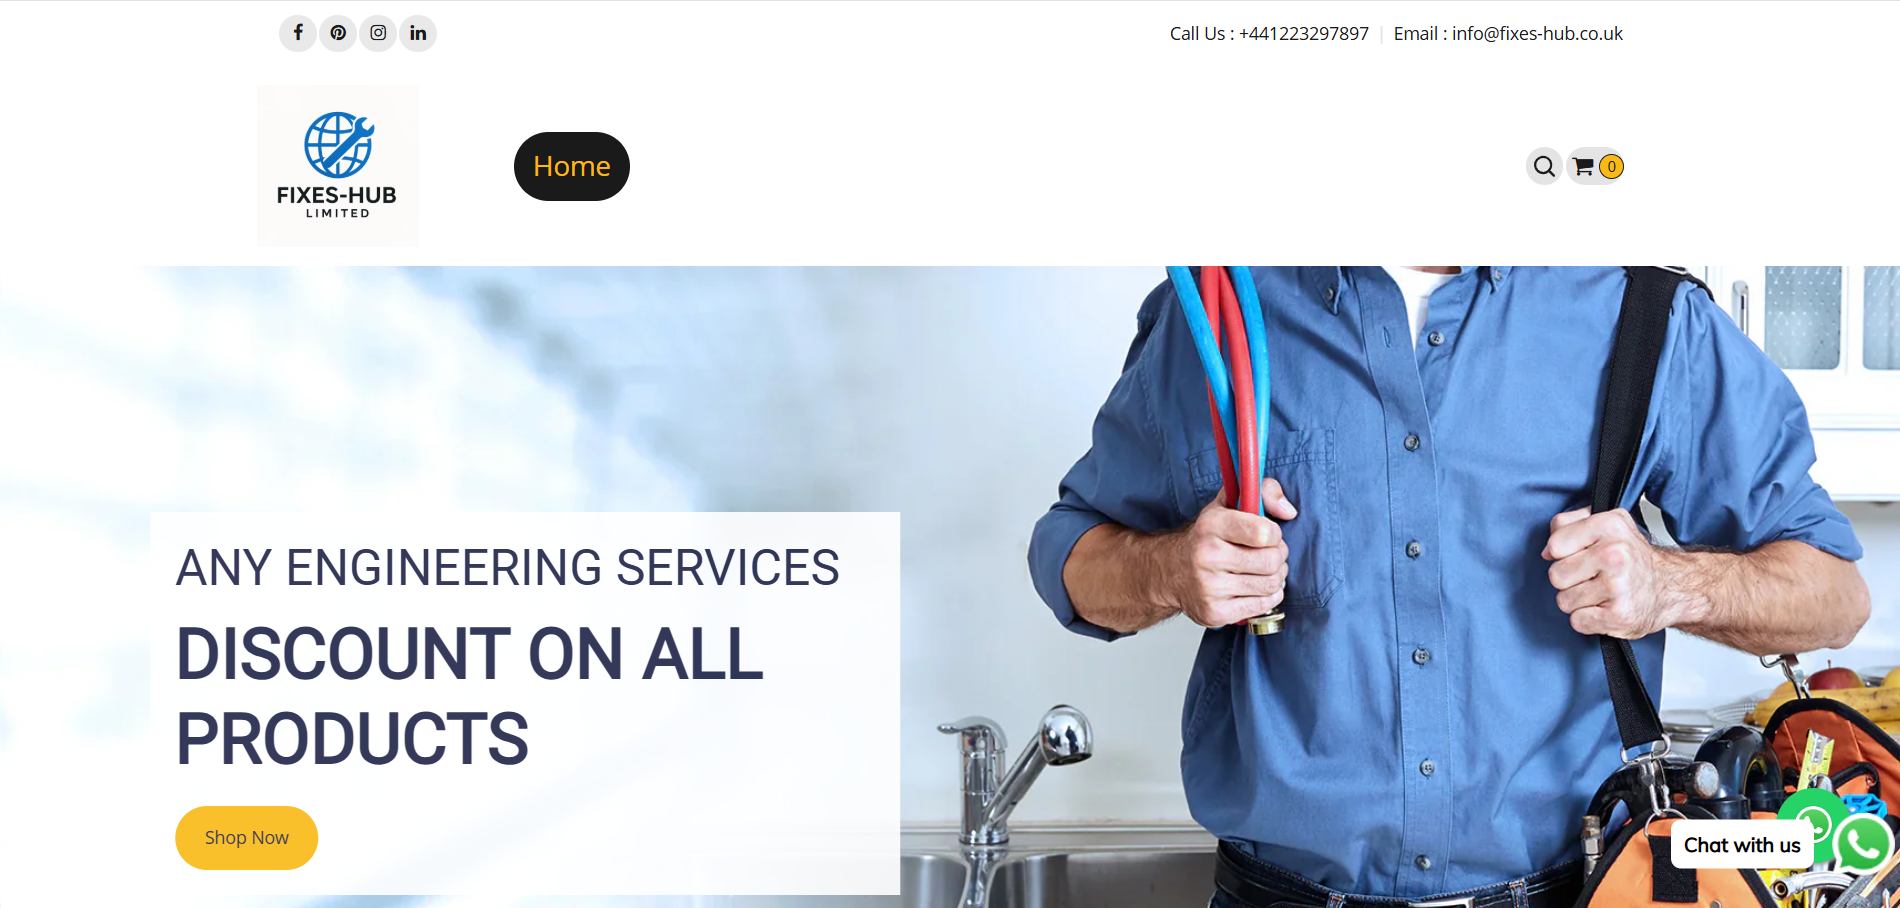 Call Us : +441223297897 | Email : info@fixes-hub.co.uk
FIXES-HUB
LIMITED
Home
0
ANY ENGINEERING SERVICES
DISCOUNT ON ALL
PRODUCTS
Shop Now
Chat with us